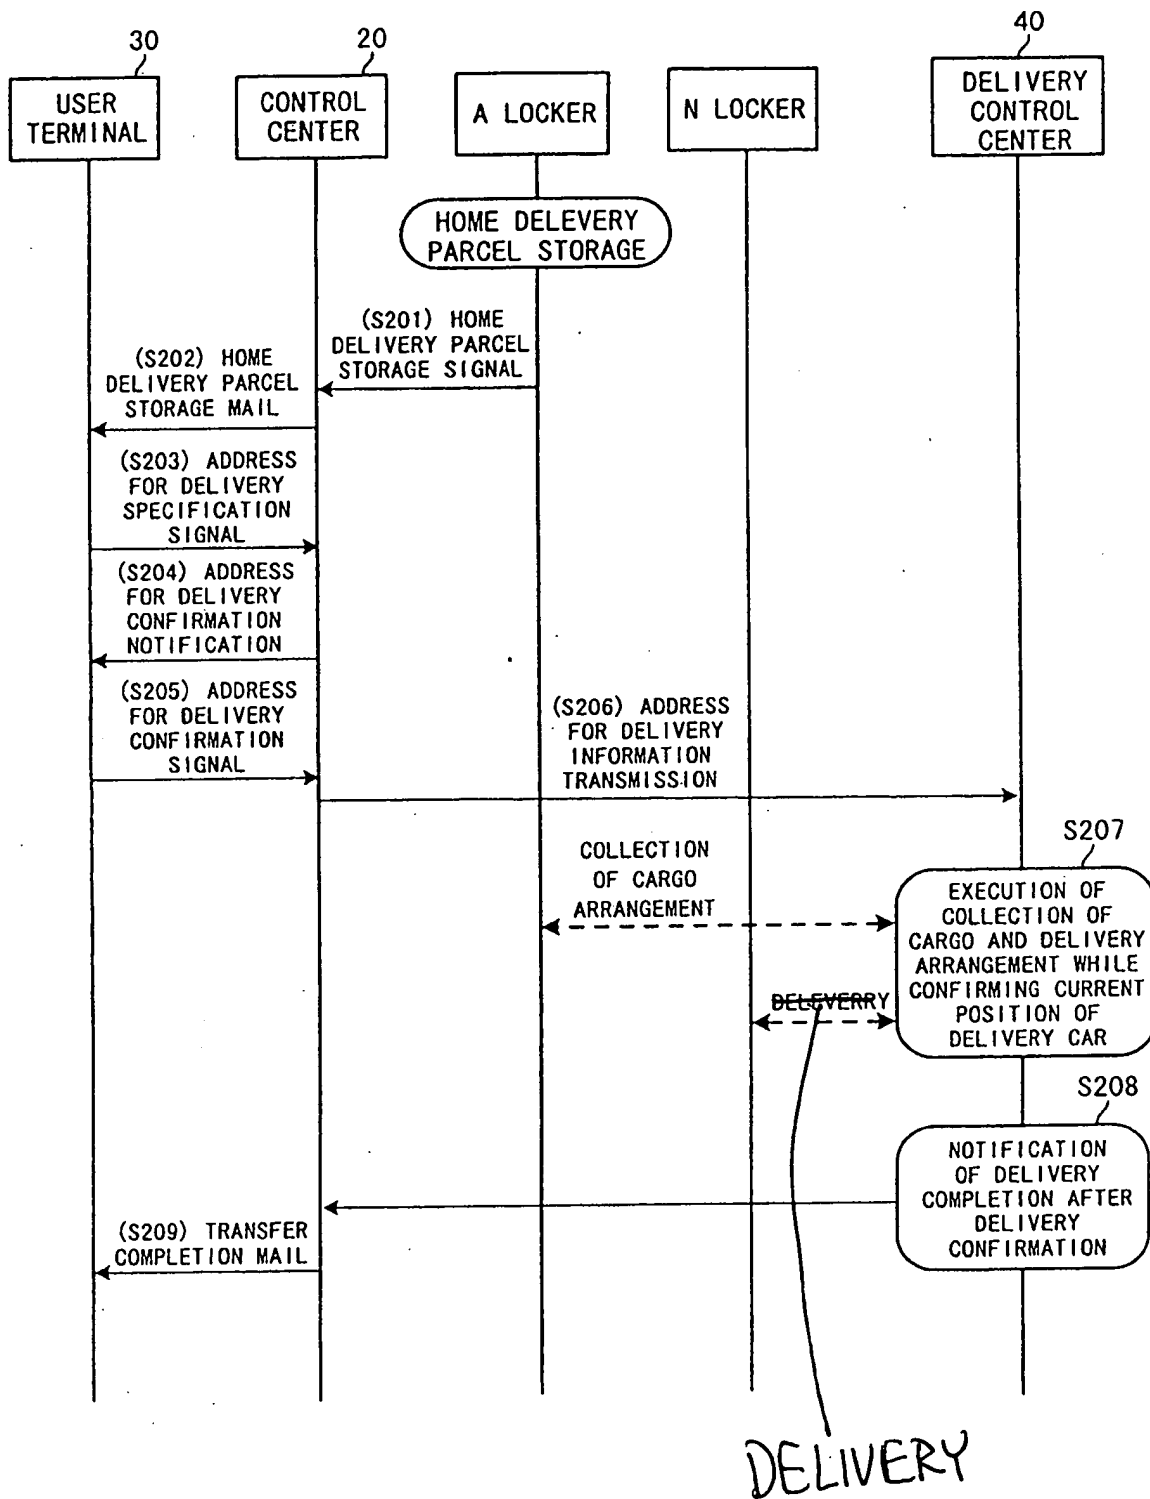 30
20
40
USER
TERMINAL
CONTROL
CENTER
A LOCKER
N LOCKER
DELIVERY
CONTROL
CENTER
HOME DELEVERY
PARCEL STORAGE
(S201) HOME
DELIVERY PARCEL
STORAGE SIGNAL
(S202) HOME
DELIVERY PARCEL
STORAGE MAIL
(S203) ADDRESS
FOR DELIVERY
SPECIFICATION
SIGNAL
(S204) ADDRESS
FOR DELIVERY
CONFIRMATION
NOTIFICATION
(S205) ADDRESS
FOR DELIVERY
CONFIRMATION
SIGNAL
(S206) ADDRESS
FOR DELIVERY
INFORMATION
TRANSMISSION
S207
COLLECTION
OF CARGO
ARRANGEMENT
EXECUTION OF
COLLECTION OF
CARGO AND DELIVERY
ARRANGEMENT WHILE
CONFIRMING CURRENT
POSITION OF
DELIVERY CAR
DELEVERRY
S208
NOTIFICATION
OF DELIVERY
COMPLETION AFTER
DELIVERY
CONFIRMATION
(S209) TRANSFER
COMPLETION MAIL
DELIVERY